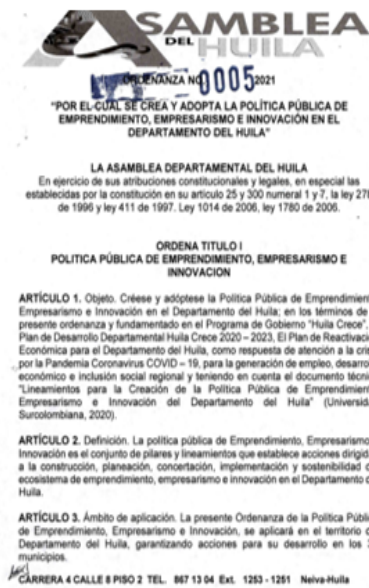 ASAMBLEA
DEL HUILA
ORDENANZA No 0005 2021
"POR EL CUAL SE CREA Y ADOPTA LA POLÍTICA PÚBLICA DE
EMPRENDIMIENTO, EMPRESARISMO E INNOVACIÓN EN EL
DEPARTAMENTO DEL HUILA"
LA ASAMBLEA DEPARTAMENTAL DEL HUILA
En ejercicio de sus atribuciones constitucionales y legales, en especial las
establecidas por la constitución en su artículo 25 y 300 numeral 1 y 7, la ley 27
de 1996 y ley 411 de 1997. Ley 1014 de 2006, ley 1780 de 2006.
ORDENA TITULO I
POLITICA PÚBLICA DE EMPRENDIMIENTO, EMPRESARISMO E
INNOVACION
ARTÍCULO 1. Objeto. Créese y adóptese la Política Pública de Emprendimient
Empresarismo e Innovación en el Departamento del Huila; en los términos de
presente ordenanza y fundamentado en el Programa de Gobierno "Huila Crece",
Plan de Desarrollo Departamental Huila Crece 2020 – 2023, El Plan de Reactivació
Económica para el Departamento del Huila, como respuesta de atención a la cri
por la Pandemia Coronavirus COVID – 19, para la generación de empleo, desarro
económico e inclusión social regional y teniendo en cuenta el documento técni
"Lineamientos para la Creación de la Política Pública de Emprendimient
Empresarismo e Innovación del Departamento del Huila" (Universid
Surcolombiana, 2020).
ARTÍCULO 2. Definición. La política pública de Emprendimiento, Empresarismo
Innovación es el conjunto de pilares y lineamientos que establece acciones dirigid
a la construcción, planeación, concertación, implementación y sostenibilidad d
ecosistema de emprendimiento, empresarismo e innovación en el Departamento d
Huila.
ARTÍCULO 3. Ámbito de aplicación. La presente Ordenanza de la Política Públi
de Emprendimiento, Empresarismo e Innovación, se aplicará en el territorio d
Departamento del Huila, garantizando acciones para su desarrollo en los 3
municipios.
CARRERA 4 CALLE 8 PISO 2 TEL. 867 13 04 Ext. 1253 - 1251 Neiva-Huila